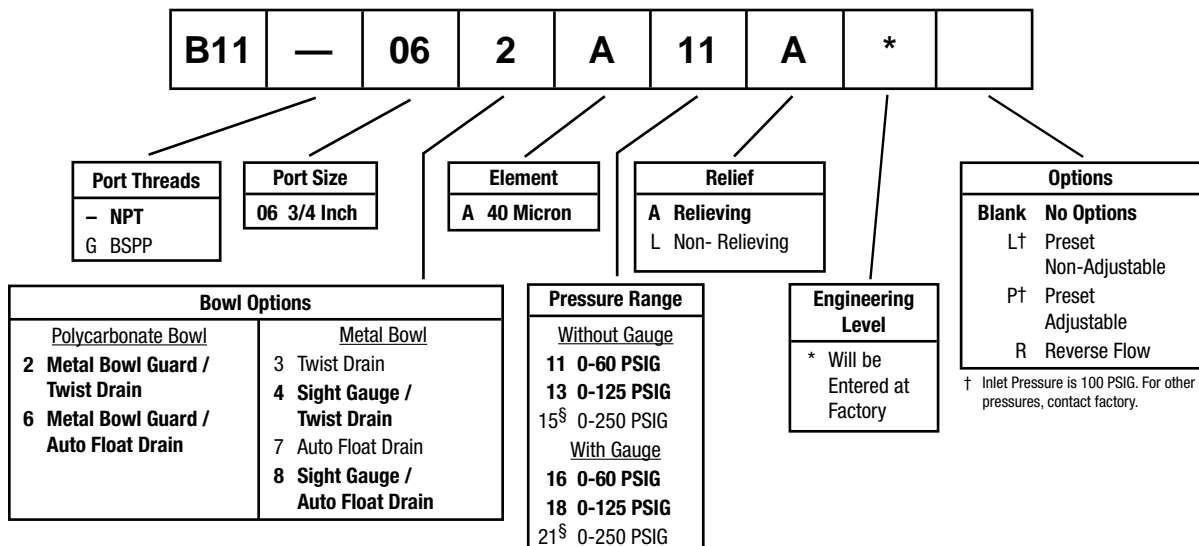 B11 — 06 2 A 11 A *
Port Threads
– NPT
G BSPP
Port Size
06 3/4 Inch
Element
A 40 Micron
Relief
A Relieving
L Non- Relieving
Options
Blank No Options
L† Preset
Non-Adjustable
P† Preset
Adjustable
R Reverse Flow
† Inlet Pressure is 100 PSIG. For other
pressures, contact factory.
Bowl Options
Polycarbonate Bowl
2 Metal Bowl Guard /
Twist Drain
6 Metal Bowl Guard /
Auto Float Drain
Metal Bowl
3 Twist Drain
4 Sight Gauge /
Twist Drain
7 Auto Float Drain
8 Sight Gauge /
Auto Float Drain
Pressure Range
Without Gauge
11 0-60 PSIG
13 0-125 PSIG
15§ 0-250 PSIG
With Gauge
16 0-60 PSIG
18 0-125 PSIG
21§ 0-250 PSIG
Engineering
Level
* Will be
Entered at
Factory